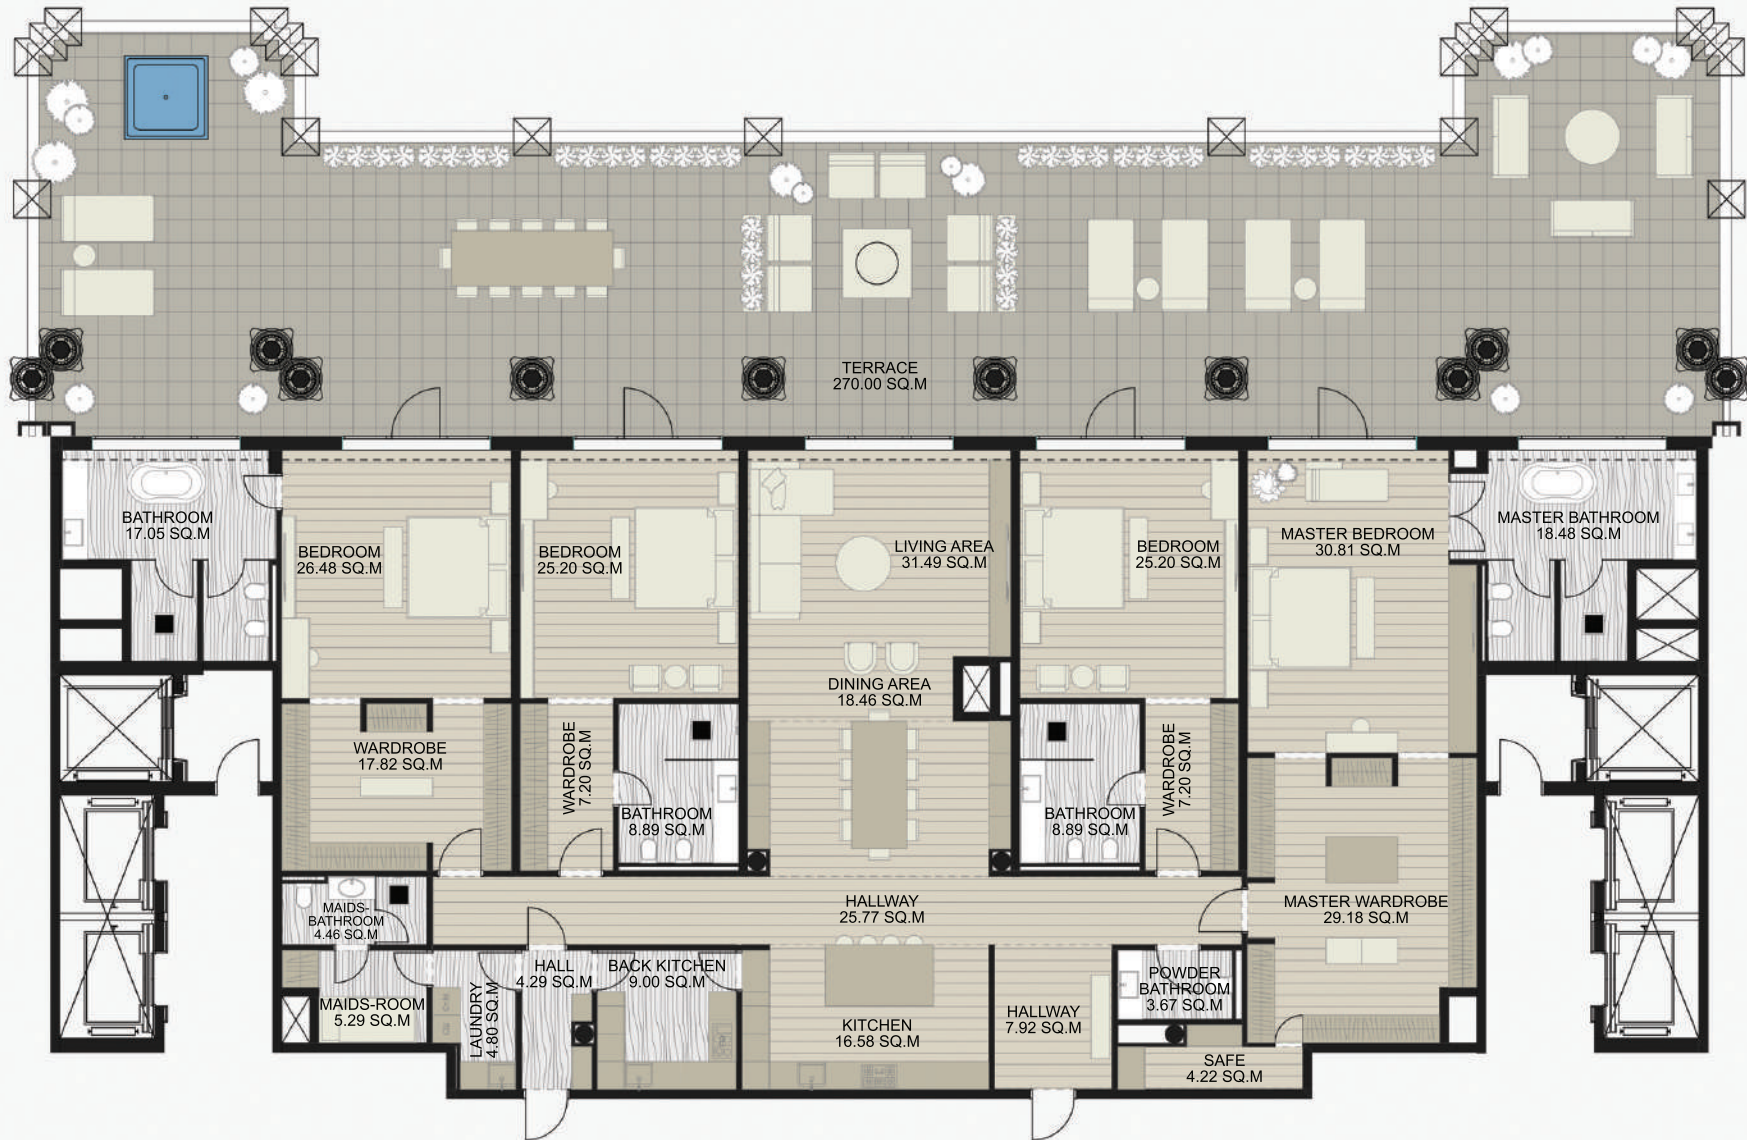 TERRACE
270.00 SQ.M
BATHROOM
17.05 SQ.M
BEDROOM
26.48 SQ.M
BEDROOM
25.20 SQ.M
LIVING AREA
31.49 SQ.M
BEDROOM
25.20 SQ.M
MASTER BEDROOM
30.81 SQ.M
MASTER BATHROOM
18.48 SQ.M
DINING AREA
18.46 SQ.M
WARDROBE
17.82 SQ.M
WARDROBE
7.20 SQ.M
BATHROOM
8.89 SQ.M
BATHROOM
8.89 SQ.M
WARDROBE
7.20 SQ.M
MAIDS-
BATHROOM
4.46 SQ.M
HALLWAY
25.77 SQ.M
MASTER WARDROBE
29.18 SQ.M
MAIDS-ROOM
5.29 SQ.M
LAUNDRY
4.80 SQ.M
HALL
4.29 SQ.M
BACK KITCHEN
9.00 SQ.M
KITCHEN
16.58 SQ.M
HALLWAY
7.92 SQ.M
POWDER
BATHROOM
3.67 SQ.M
SAFE
4.22 SQ.M